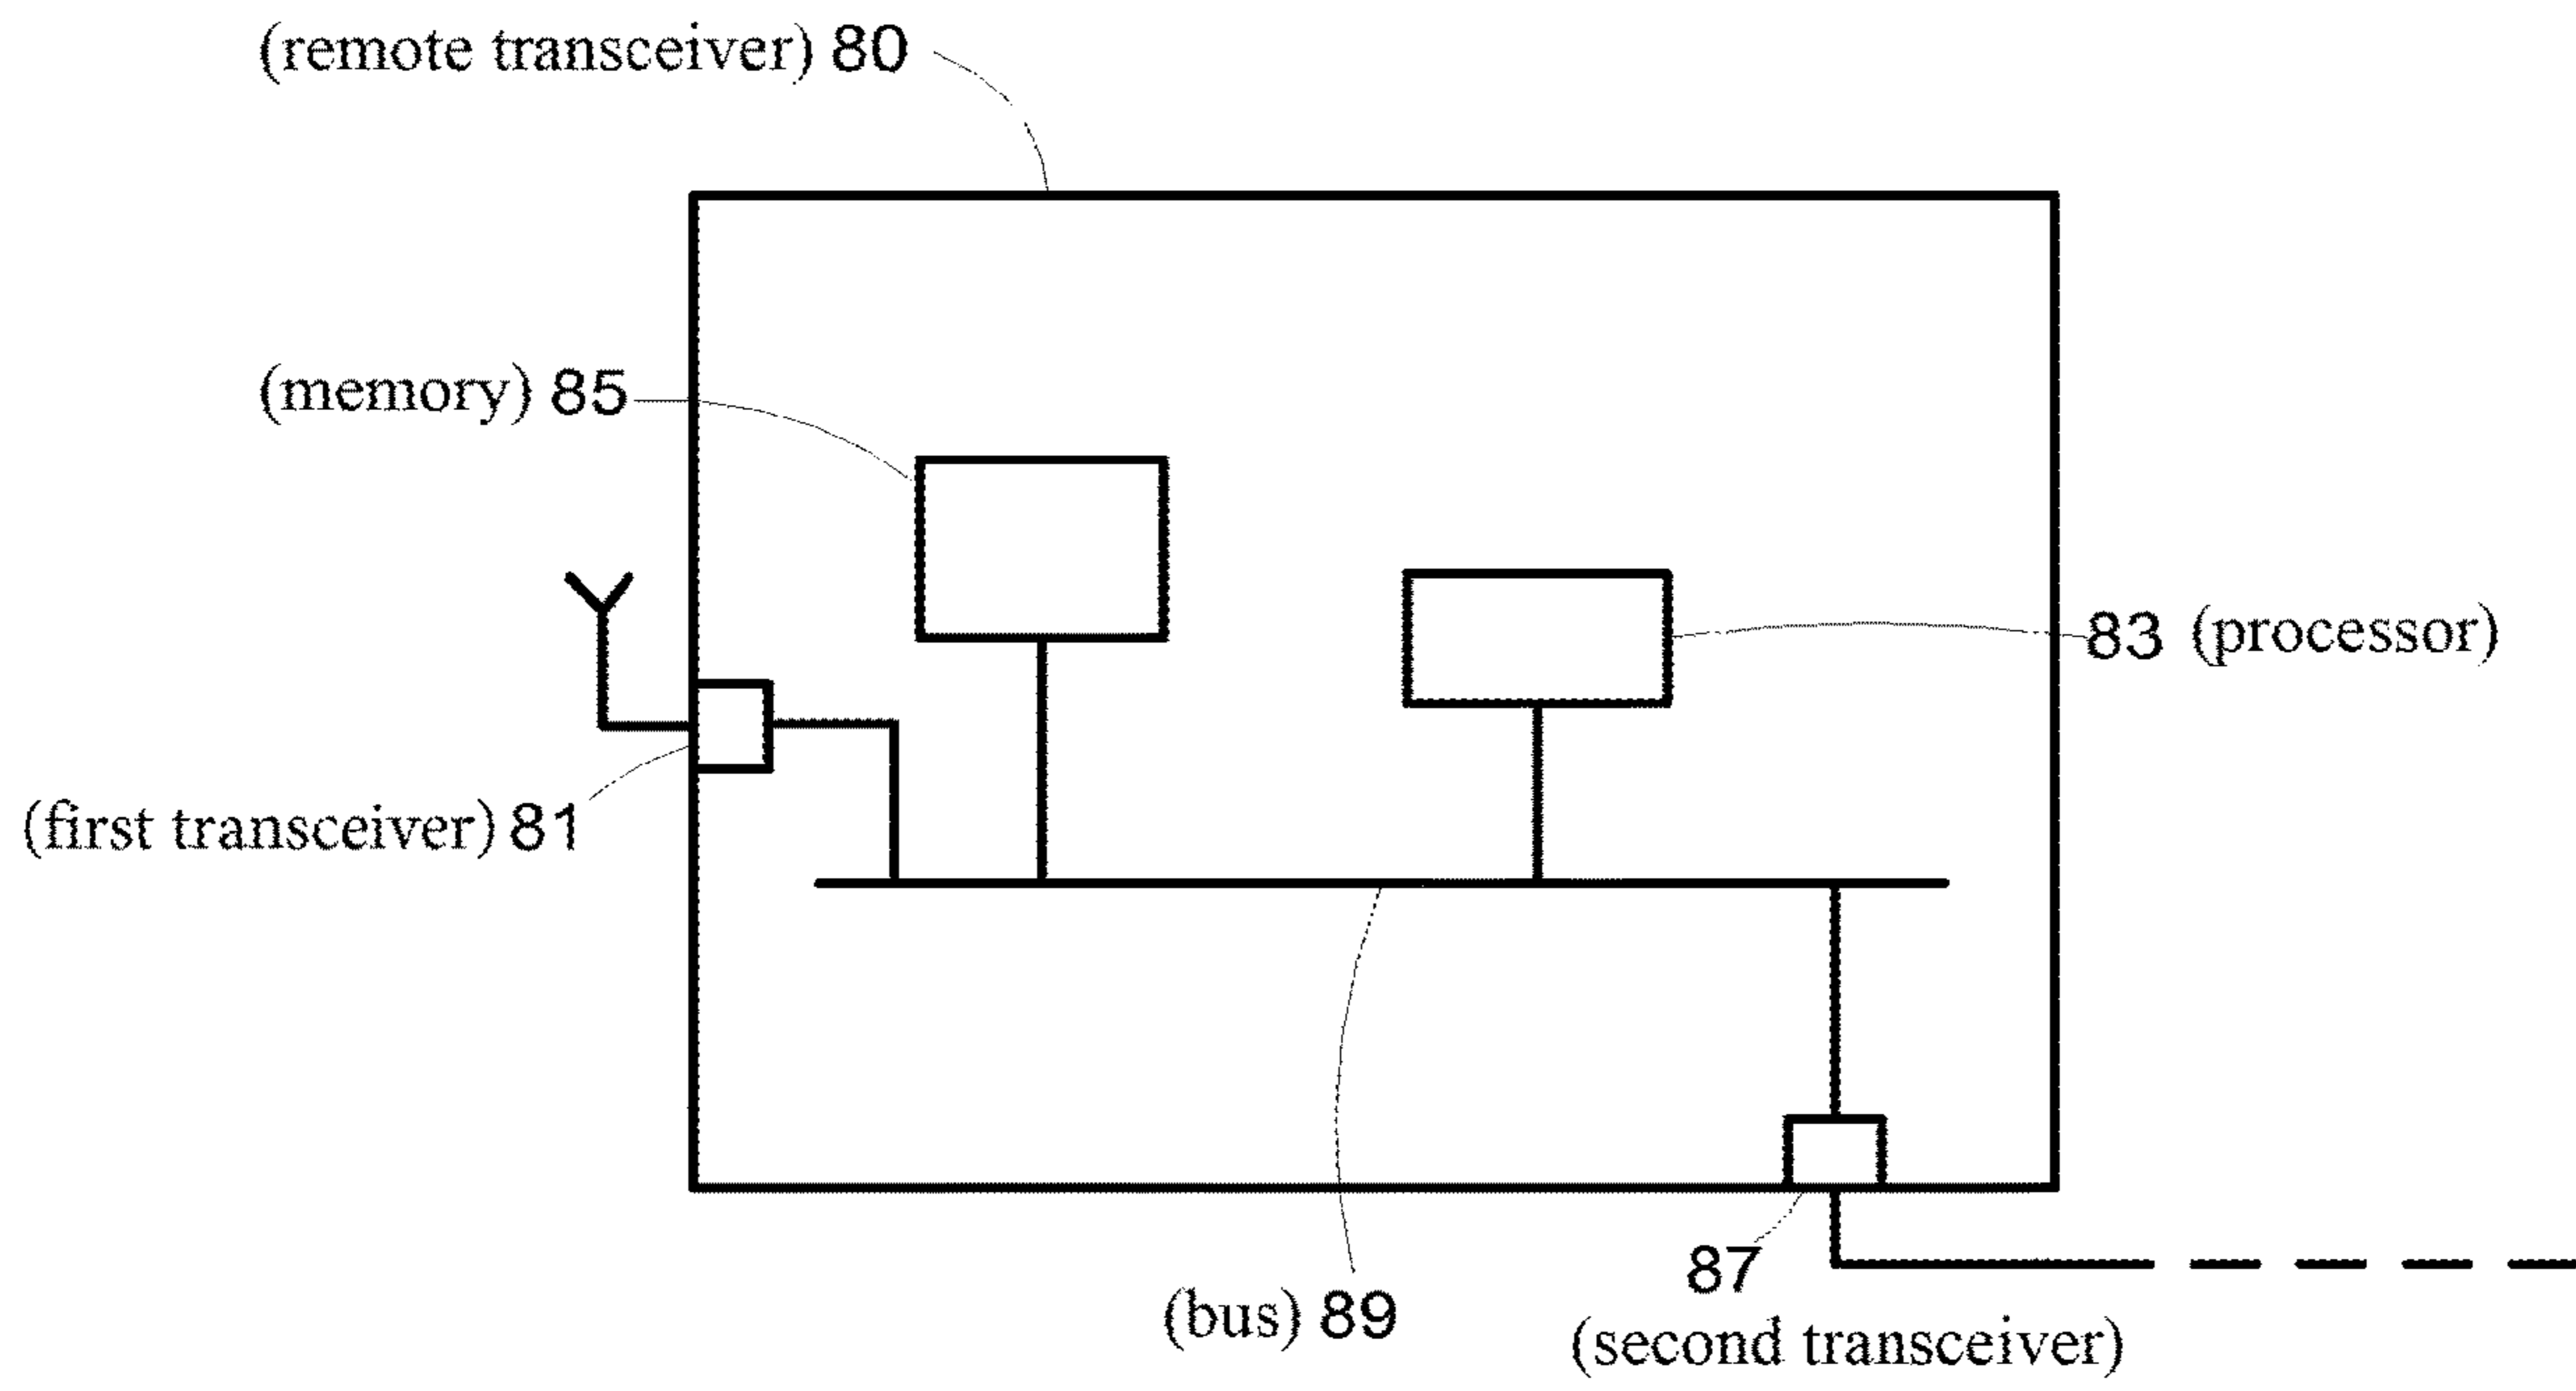 (remote transceiver) 80
(memory) 85
83 (processor)
(first transceiver) 81
87
(bus) 89
(second transceiver)